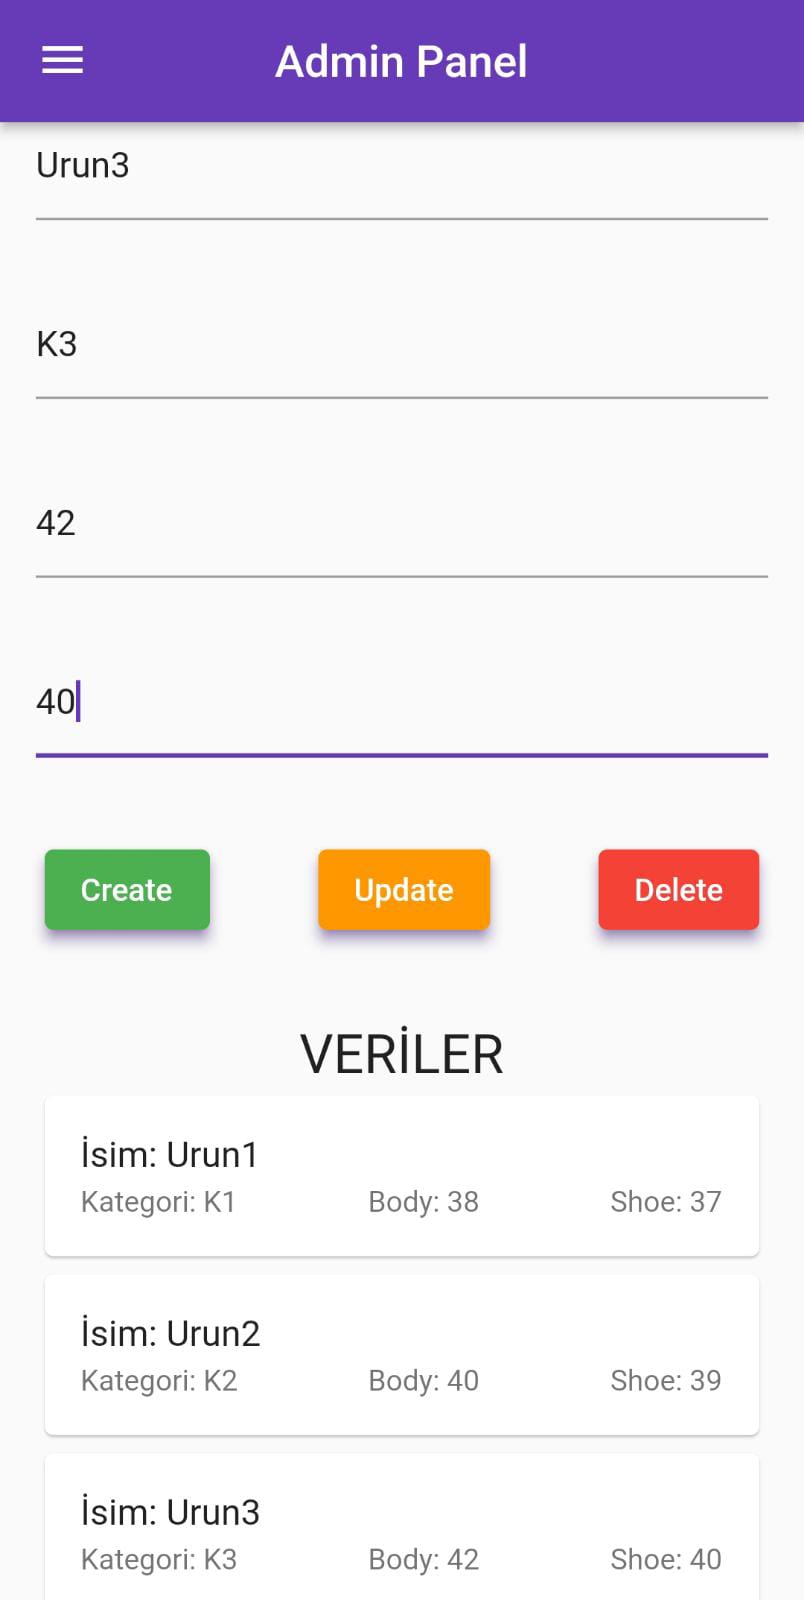 Admin Panel
Urun3
K3
42
40
Create Update Delete
VERİLER
İsim: Urun1
Kategori: K1 Body: 38 Shoe: 37
İsim: Urun2
Kategori: K2 Body: 40 Shoe: 39
İsim: Urun3
Kategori: K3 Body: 42 Shoe: 40